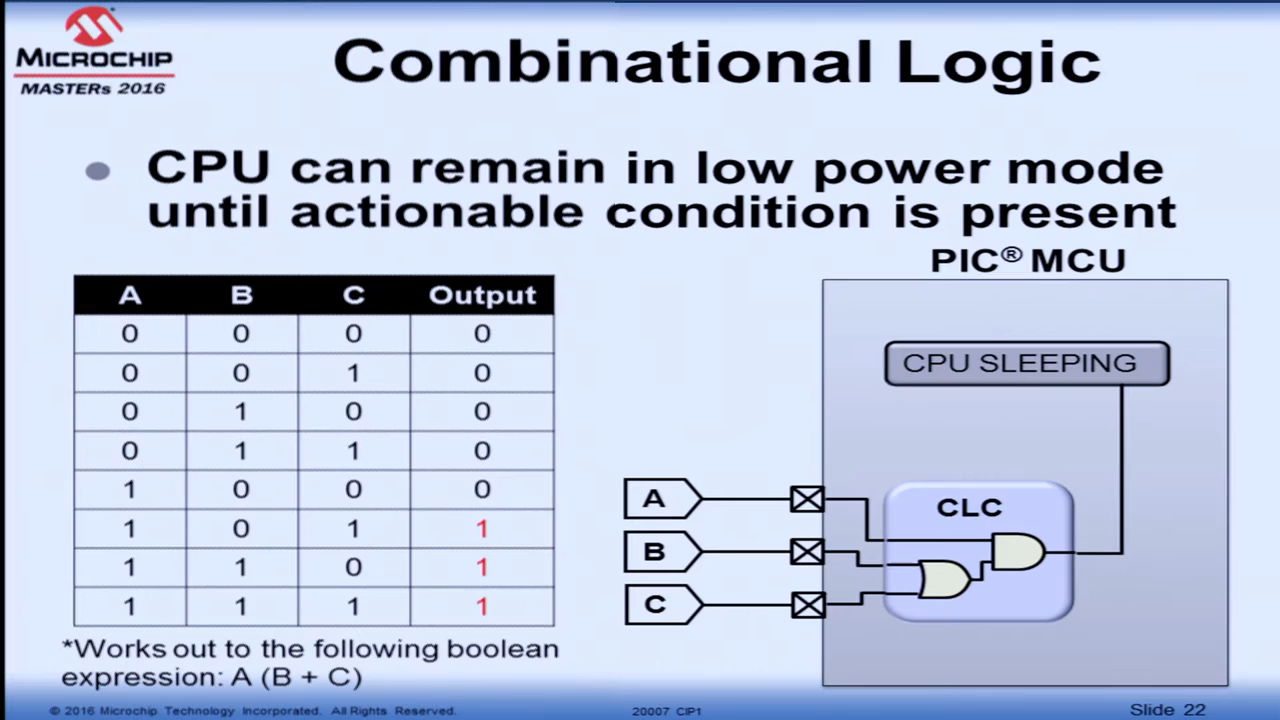 MICROCHIP
MASTERs 2016
Combinational Logic
CPU can remain in low power mode
until actionable condition is present
A B C Output
0 0 0 0
0 0 1 0
0 1 0 0
0 1 1 0
1 0 0 0
1 0 1 1
1 1 0 1
1 1 1 1
*Works out to the following boolean
expression: A (B + C)
PIC® MCU
CPU SLEEPING
CLC
A
B
C
© 2016 Microchip Technology Incorporated. All Rights Reserved.
20007 CIP1
Slide 22